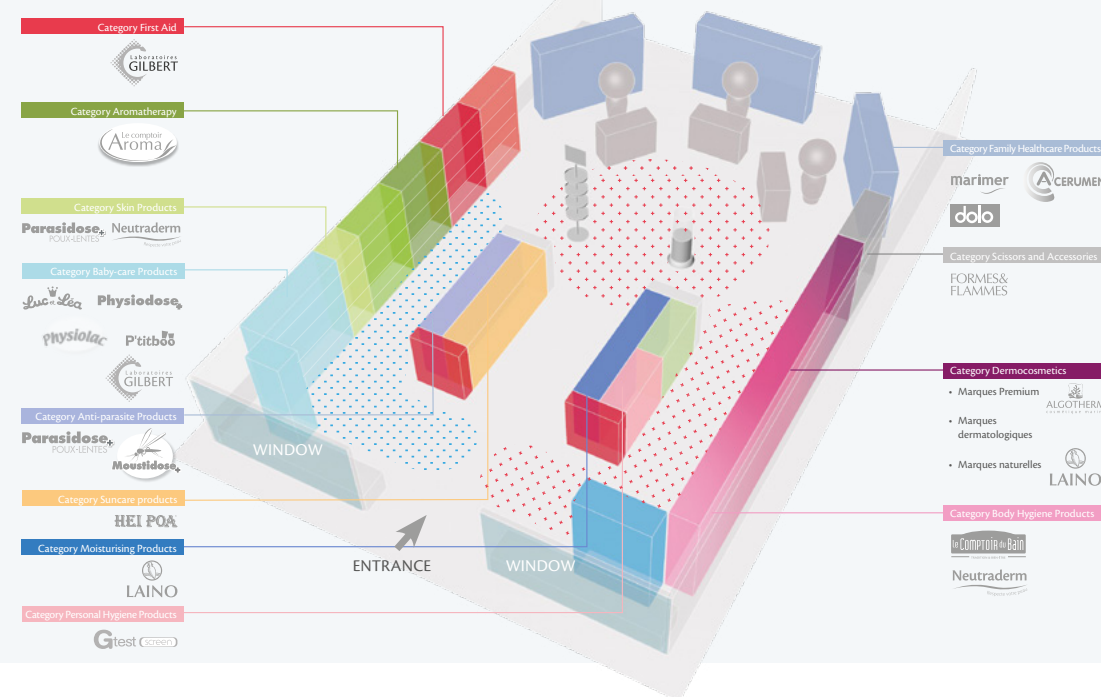 Category First Aid
Laboratoires
GILBERT
Category Aromatherapy
Le comptoir
Aroma
Category Skin Products
Parasidose
POUX-LENTES
Neutraderm
Category Baby-care Products
Luc et Léa
Physiodose
Physiolac
P'titboo
Laboratoires
GILBERT
Category Anti-parasite Products
Parasidose
POUX-LENTES
Moustidose
Category Suncare products
HEI POA
Category Moisturising Products
LAINO
Category Personal Hygiene Products
Gtest screen
WINDOW
ENTRANCE
WINDOW
Category Family Healthcare Products
marimer
ACERUMEN
dolo
Category Scissors and Accessories
FORMES&
FLAMMES
Category Dermocosmetics
• Marques Premium
ALGOTHERM
• Marques
dermatologiques
• Marques naturelles
LAINO
Category Body Hygiene Products
Le Comptoir du Bain
Neutraderm